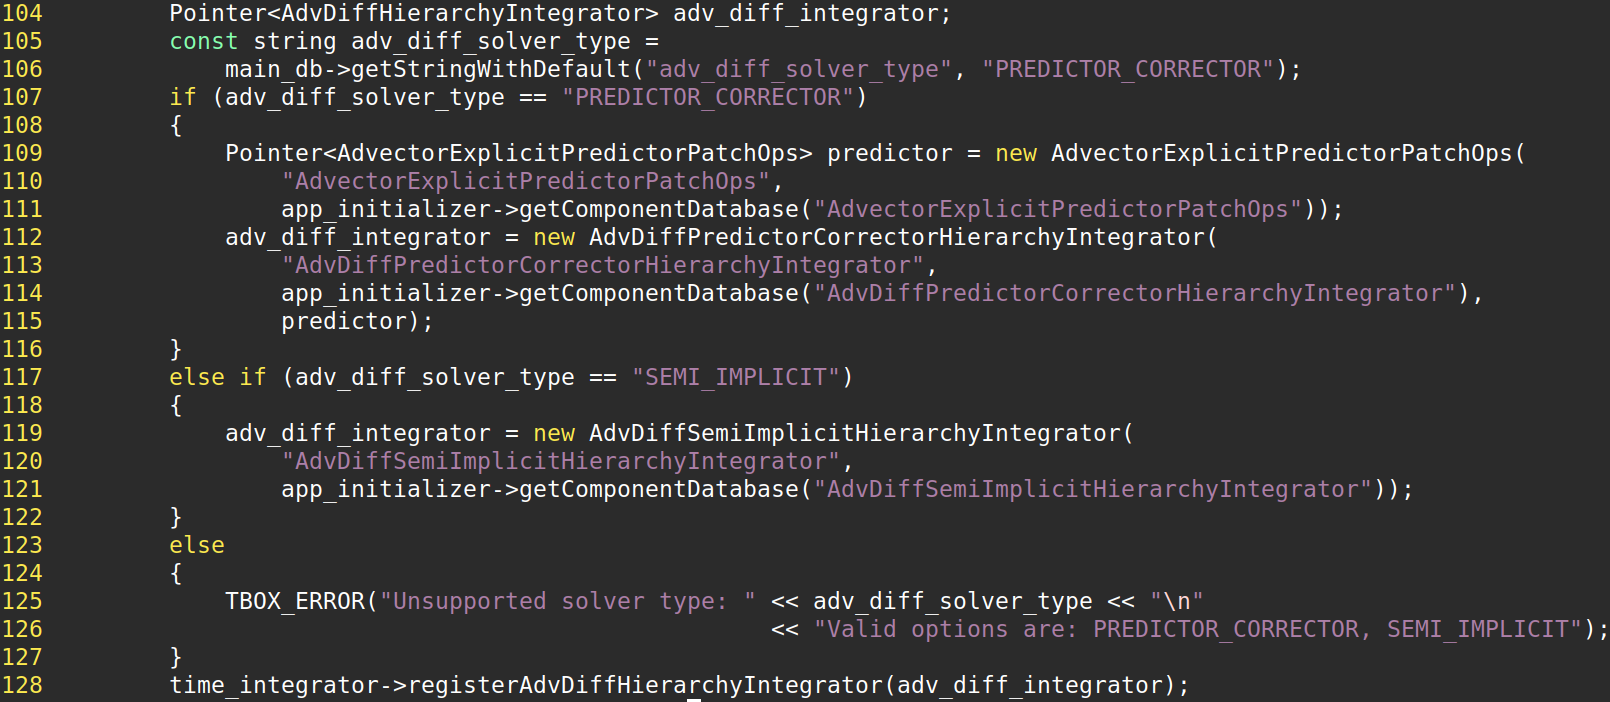 104         Pointer<AdvDiffHierarchyIntegrator> adv_diff_integrator;
105         const string adv_diff_solver_type =
106             main_db->getStringWithDefault("adv_diff_solver_type", "PREDICTOR_CORRECTOR");
107         if (adv_diff_solver_type == "PREDICTOR_CORRECTOR")
108         {
109             Pointer<AdvectorExplicitPredictorPatchOps> predictor = new AdvectorExplicitPredictorPatchOps(
110                 "AdvectorExplicitPredictorPatchOps",
111                 app_initializer->getComponentDatabase("AdvectorExplicitPredictorPatchOps"));
112             adv_diff_integrator = new AdvDiffPredictorCorrectorHierarchyIntegrator(
113                 "AdvDiffPredictorCorrectorHierarchyIntegrator",
114                 app_initializer->getComponentDatabase("AdvDiffPredictorCorrectorHierarchyIntegrator"),
115                 predictor);
116         }
117         else if (adv_diff_solver_type == "SEMI_IMPLICIT")
118         {
119             adv_diff_integrator = new AdvDiffSemiImplicitHierarchyIntegrator(
120                 "AdvDiffSemiImplicitHierarchyIntegrator",
121                 app_initializer->getComponentDatabase("AdvDiffSemiImplicitHierarchyIntegrator"));
122         }
123         else
124         {
125             TBOX_ERROR("Unsupported solver type: " << adv_diff_solver_type << "\n"
126                                                    << "Valid options are: PREDICTOR_CORRECTOR, SEMI_IMPLICIT");
127         }
128         time_integrator->registerAdvDiffHierarchyIntegrator(adv_diff_integrator);